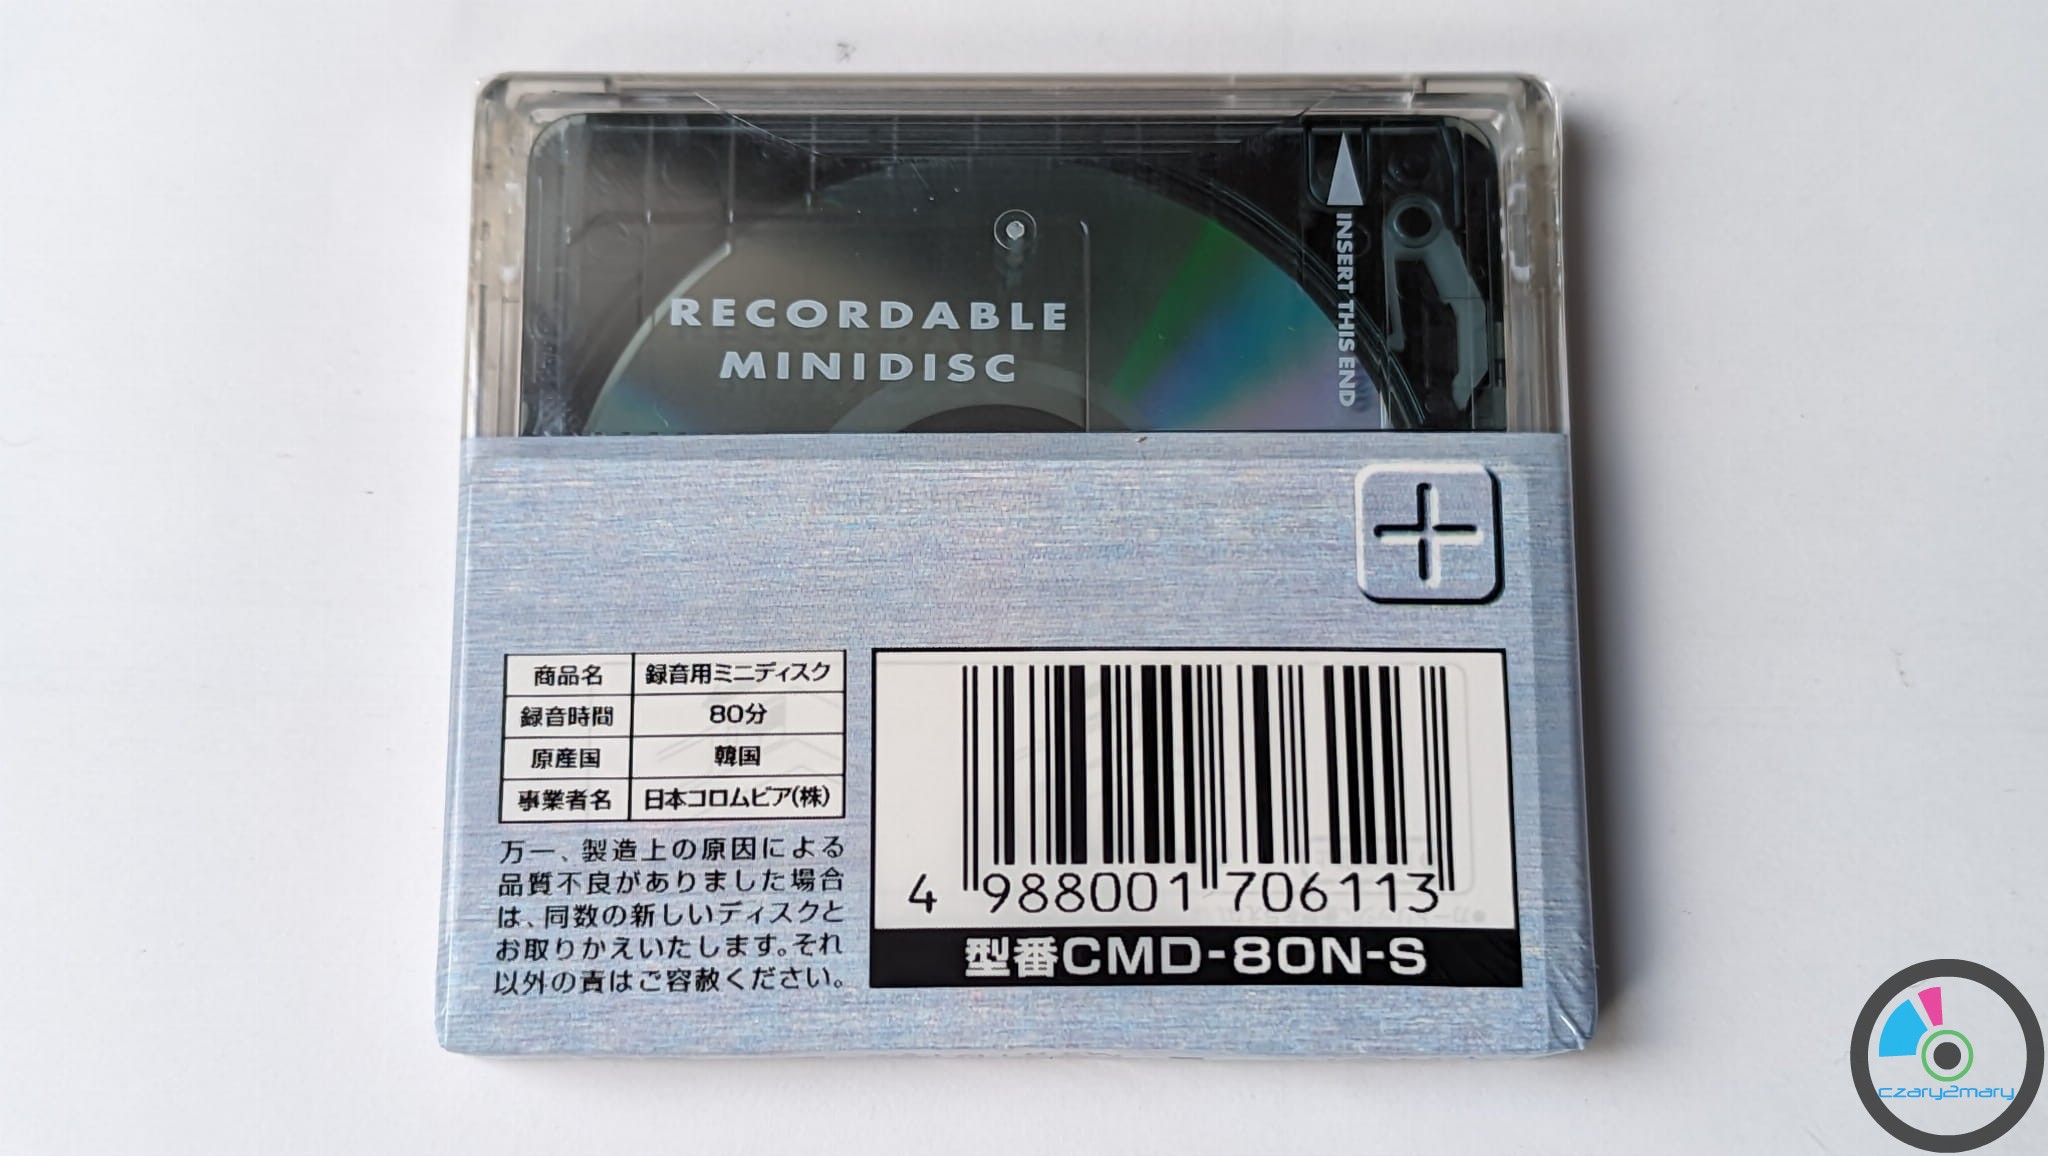 RECORDABLE
MINIDISC
INSERT THIS END
商品名 録音用ミニディスク
録音時間 80分
原産国 韓国
事業者名 日本コロムビア(株)
万一、製造上の原因による
品質不良がありました場合
は、同数の新しいディスクと
お取りかえいたします。それ
以外の責はご容赦ください。
4 988001 706113
型番CMD-80N-S
czary2mary